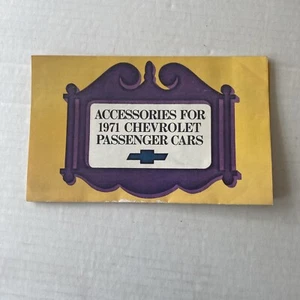 ACCESSORIES FOR
1971 CHEVROLET
PASSENGER CARS